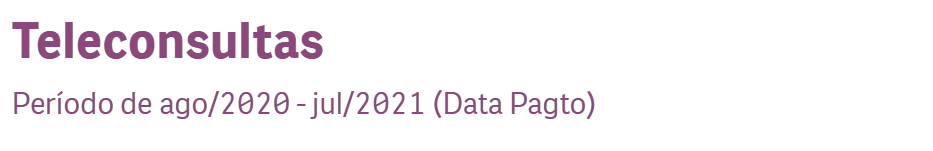 Teleconsultas
Período de ago/2020 - jul/2021 (Data Pagto)